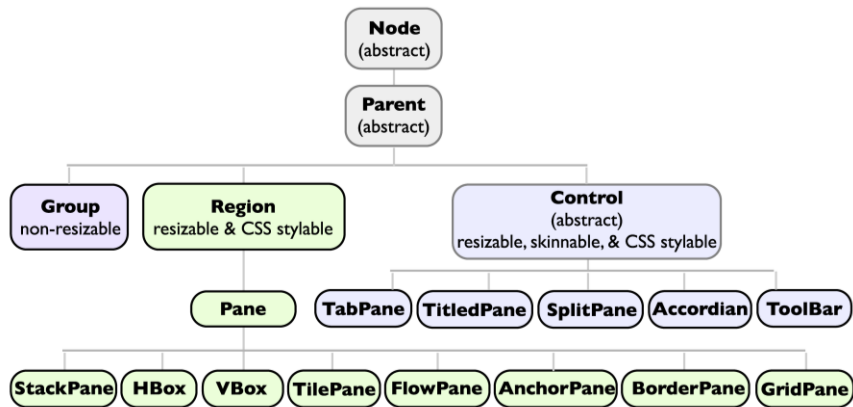 Node
(abstract)
Parent
(abstract)
Group
non-resizable
Region
resizable & CSS stylable
Control
(abstract)
resizable, skinnable, & CSS stylable
Pane
TabPane
TitledPane
SplitPane
Accordian
ToolBar
StackPane
HBox
VBox
TilePane
FlowPane
AnchorPane
BorderPane
GridPane